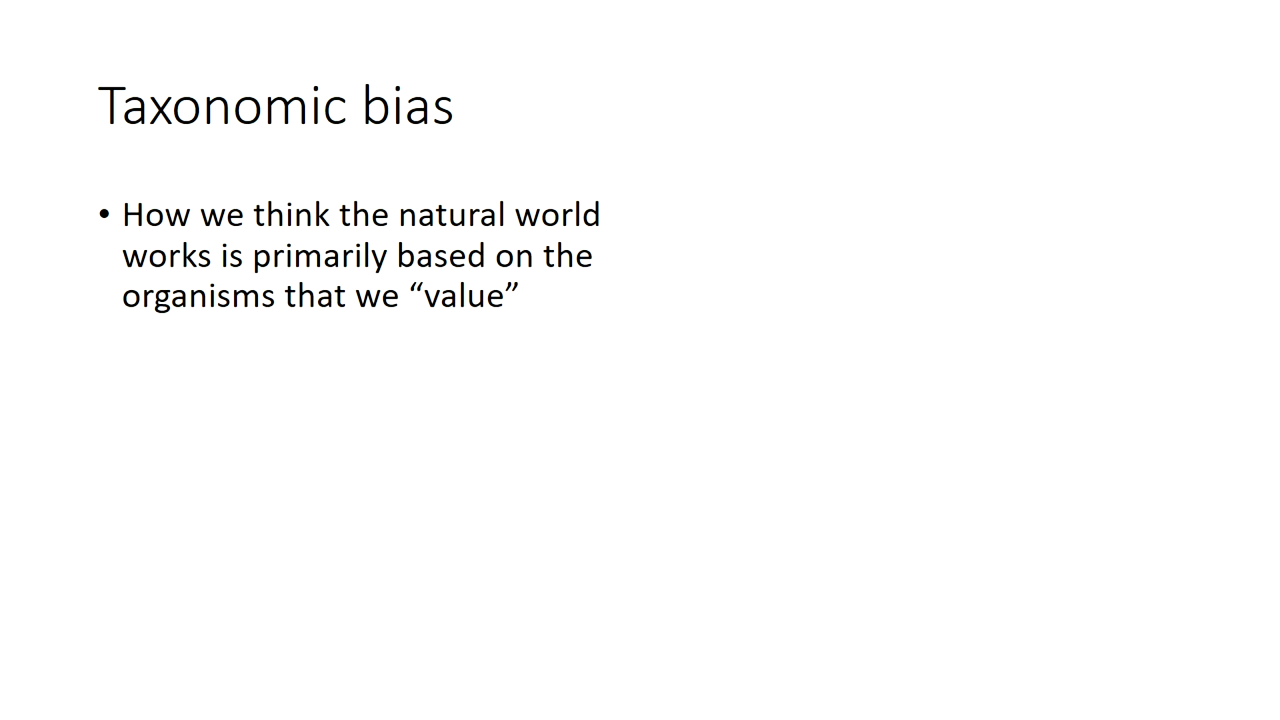 Taxonomic bias
• How we think the natural world
works is primarily based on the
organisms that we “value”